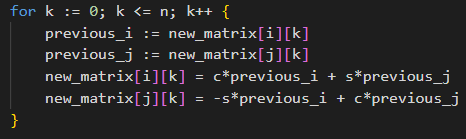 for k := 0; k <= n; k++ {
    previous_i := new_matrix[i][k]
    previous_j := new_matrix[j][k]
    new_matrix[i][k] = c*previous_i + s*previous_j
    new_matrix[j][k] = -s*previous_i + c*previous_j
}